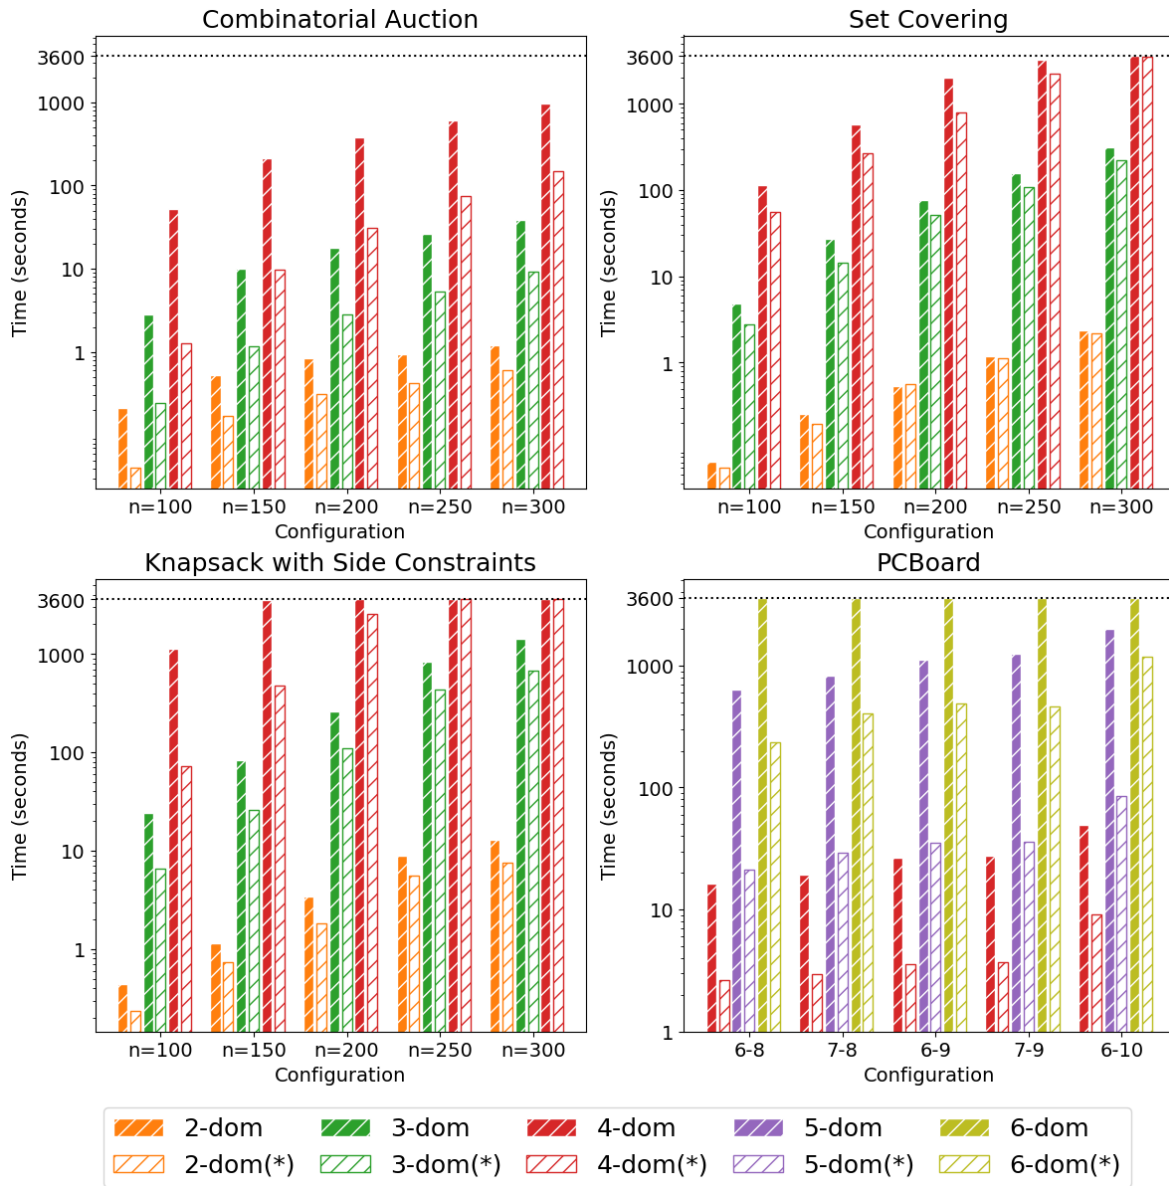 Combinatorial Auction
3600
1000
100
10
1
Time (seconds)
n=100 n=150 n=200 n=250 n=300
Configuration
Set Covering
3600
1000
100
10
1
Time (seconds)
n=100 n=150 n=200 n=250 n=300
Configuration
Knapsack with Side Constraints
3600
1000
100
10
1
Time (seconds)
n=100 n=150 n=200 n=250 n=300
Configuration
PCBoard
3600
1000
100
10
1
Time (seconds)
6-8 7-8 6-9 7-9 6-10
Configuration
2-dom 3-dom 4-dom 5-dom 6-dom
2-dom(*) 3-dom(*) 4-dom(*) 5-dom(*) 6-dom(*)